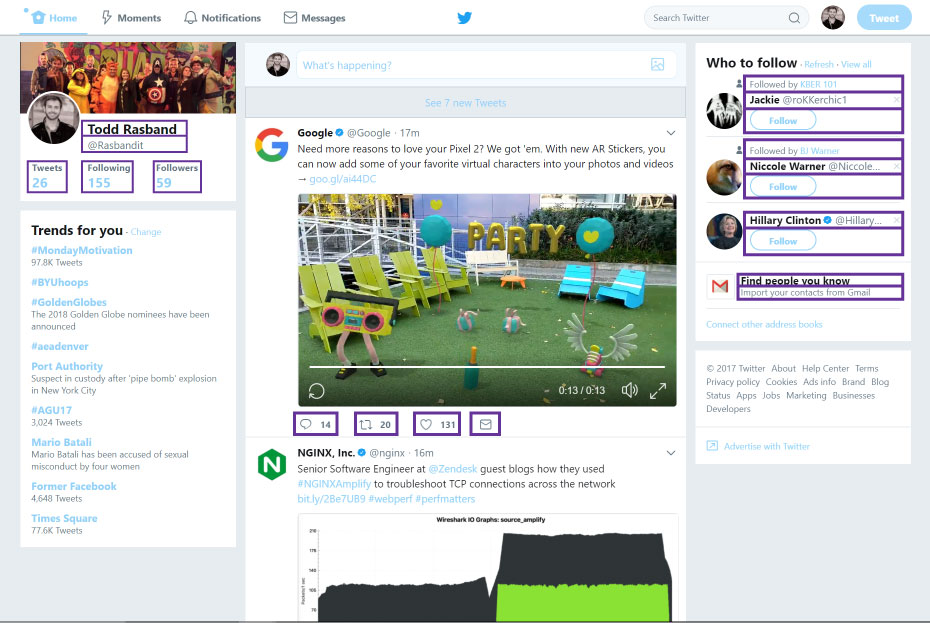 Home
Moments
Notifications
Messages
Search Twitter
Tweet
Todd Rasband
@Rasbandit
Tweets Following Followers
26 155 59
Trends for you · Change
#MondayMotivation
97.8K Tweets
#BYUhoops
#GoldenGlobes
The 2018 Golden Globe nominees have been
announced
#aeadenver
Port Authority
Suspect in custody after 'pipe bomb' explosion
in New York City
#AGU17
3,024 Tweets
Mario Batali
Mario Batali has been accused of sexual
misconduct by four women
Former Facebook
4,648 Tweets
Times Square
77.6K Tweets
What's happening?
See 7 new Tweets
Google @Google · 17m
Need more reasons to love your Pixel 2? We got 'em. With new AR Stickers, you
can now add some of your favorite virtual characters into your photos and videos
→ goo.gl/ai44DC
PARTY
0:13 / 0:13
14 20 131
NGINX, Inc. @nginx · 16m
Senior Software Engineer at @Zendesk guest blogs how they used
#NGINXAmplify to troubleshoot TCP connections across the network
bit.ly/2Be7UB9 #webperf #perfmatters
Wireshark IO Graphs: source_amplify
210
175
140
105
70
Packets/1 sec
Who to follow · Refresh · View all
Followed by KBER 101
Jackie @roKKerchic1
Follow
Followed by BJ Warner
Niccole Warner @Niccole...
Follow
Hillary Clinton @Hillary...
Follow
Find people you know
Import your contacts from Gmail
Connect other address books
© 2017 Twitter About Help Center Terms
Privacy policy Cookies Ads info Brand Blog
Status Apps Jobs Marketing Businesses
Developers
Advertise with Twitter